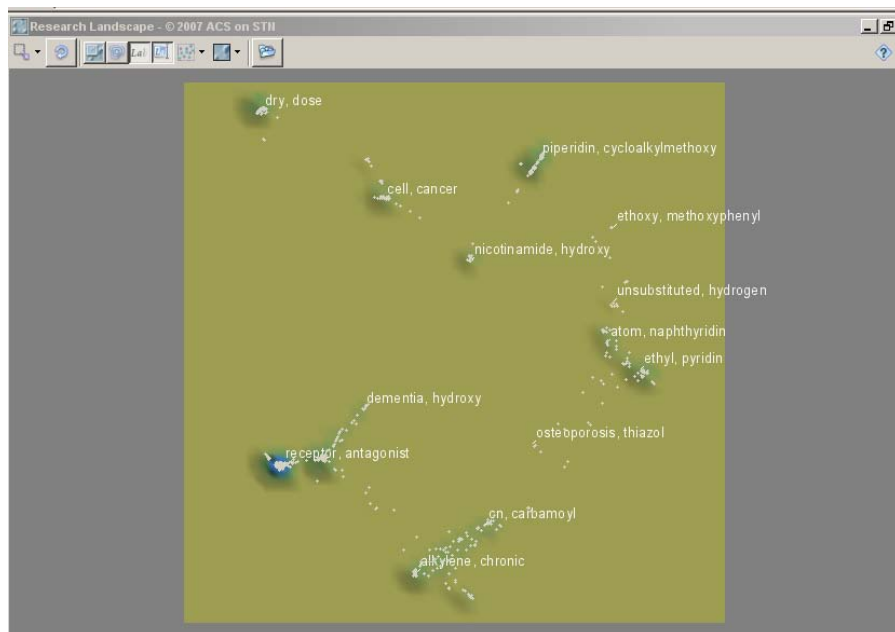 Research Landscape - © 2007 ACS on STN
Lal
dry, dose
piperidin, cycloalkylmethoxy
cell, cancer
ethoxy, methoxyphenyl
nicotinamide, hydroxy
unsubstituted, hydrogen
atom, naphthyridin
ethyl, pyridin
dementia, hydroxy
osteoporosis, thiazol
receptor, antagonist
cn, carbamoyl
alkylene, chronic